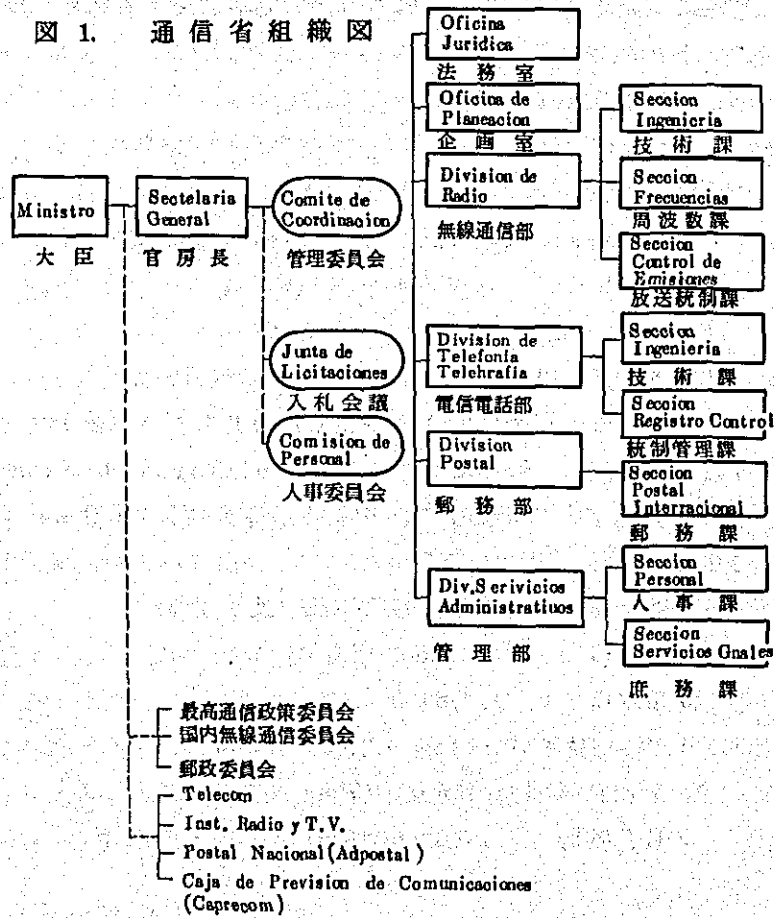 図 1. 通信省組織図
Ministro
大臣
Sectelaria
General
官房長
Comite de
Coordinacion
管理委員会
Junta de
Licitaciones
入札会議
Comision de
Personal
人事委員会
Oficina
Juridica
法務室
Oficina de
Planeacion
企画室
Division de
Radio
無線通信部
Division de
Telefonia
Telehrafia
電信電話部
Division
Postal
郵務部
Div.Serivicios
Administratiuos
管理部
Seccion
Ingenieria
技術課
Seccion
Frecuencias
周波数課
Seccion
Control de
Emisiones
放送統制課
Seccion
Ingenieria
技術課
Seccion
Registro Control
統制管理課
Seccion
Postal
Interracional
郵務課
Seccion
Personal
人事課
Seccion
Servicios Gnales
庶務課
最高通信政策委員会
国内無線通信委員会
郵政委員会
Telecom
Inst. Radio y T.V.
Postal Nacional(Adpostal)
Caja de Prevision de Comunicaciones
(Caprecom)